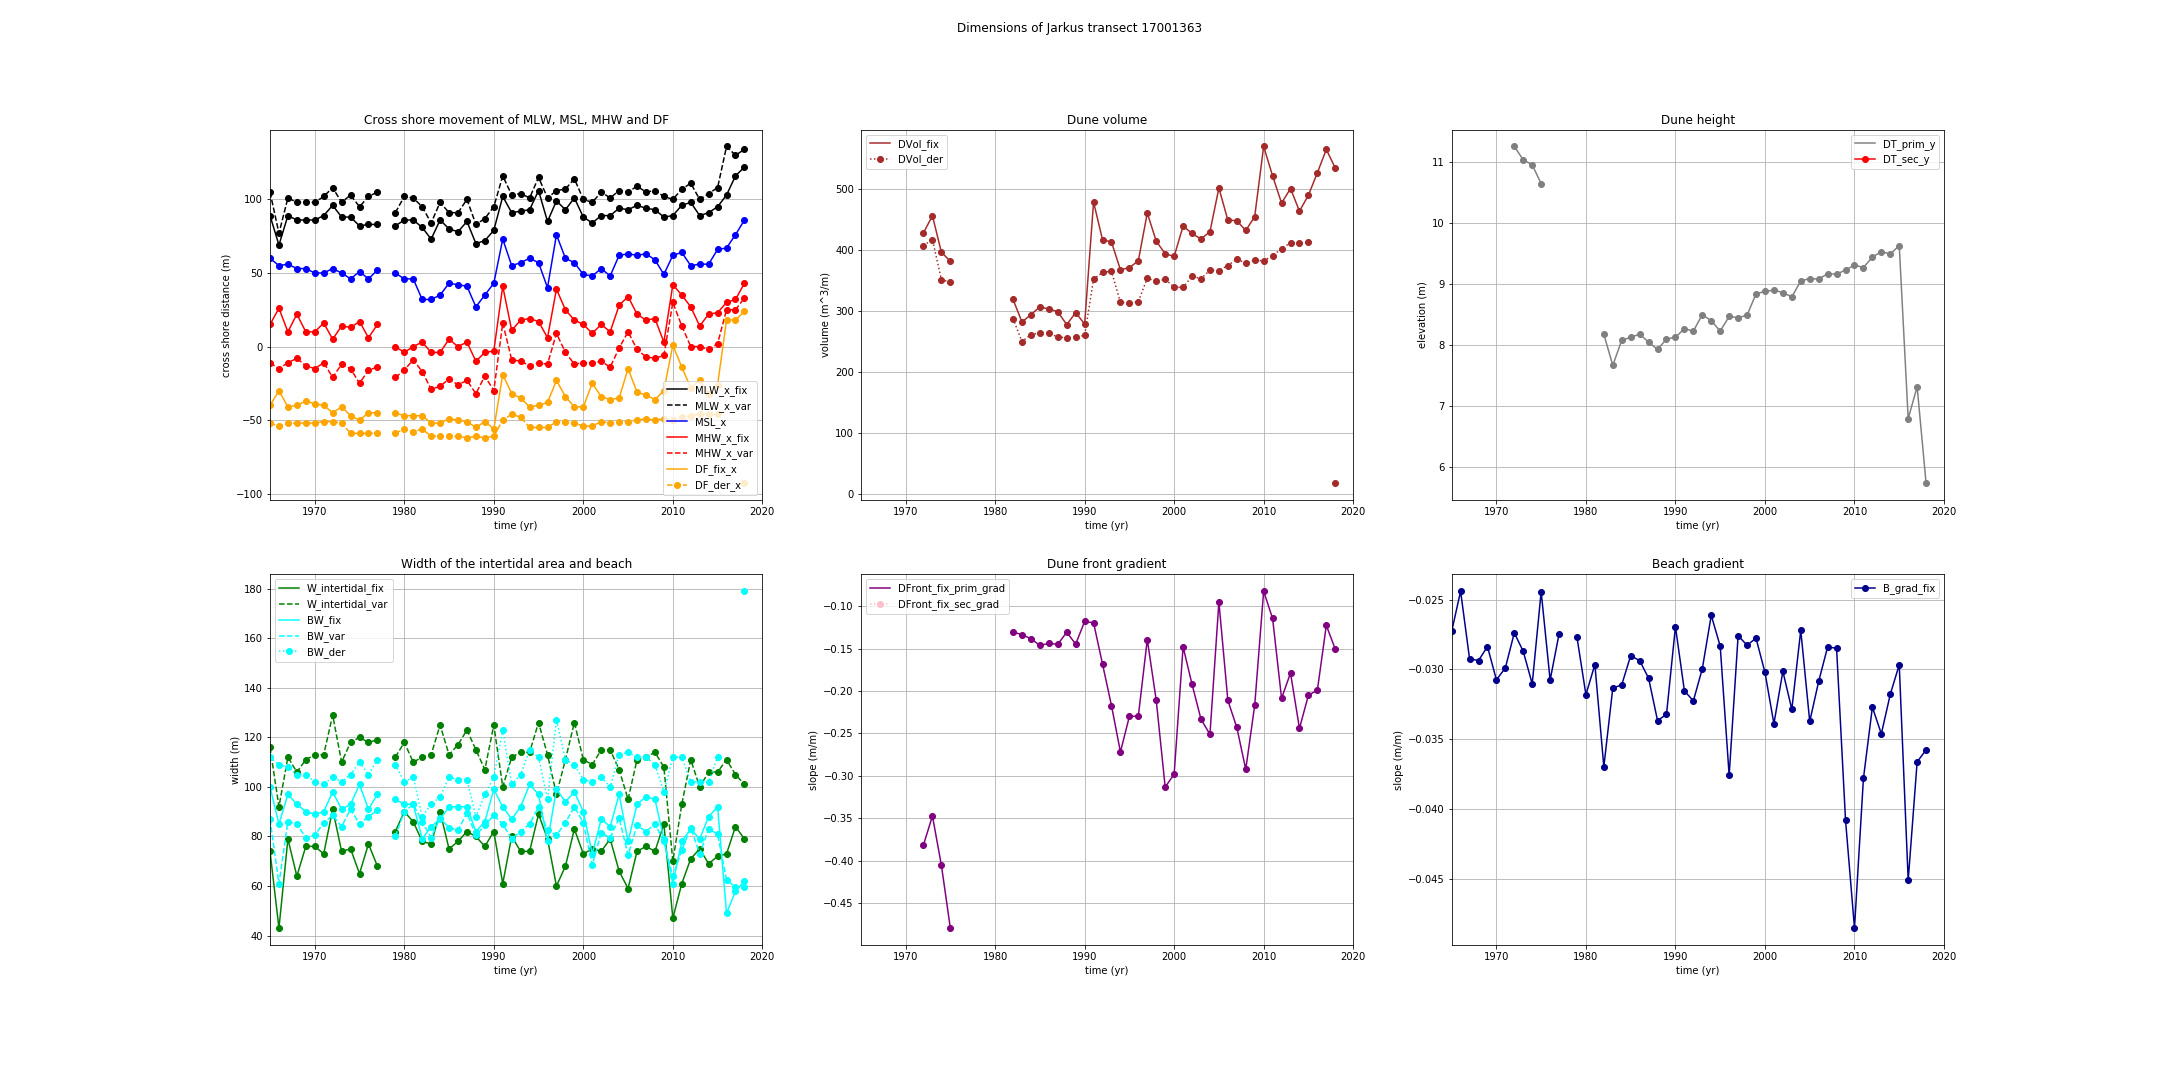 Dimensions of Jarkus transect 17001363
Cross shore movement of MLW, MSL, MHW and DF
cross shore distance (m)
100
50
0
−50
−100
1970 1980 1990 2000 2010 2020
time (yr)
MLW_x_fix
MLW_x_var
MSL_x
MHW_x_fix
MHW_x_var
DF_fix_x
DF_der_x
Dune volume
volume (m^3/m)
500
400
300
200
100
0
1970 1980 1990 2000 2010 2020
time (yr)
DVol_fix
DVol_der
Dune height
elevation (m)
11
10
9
8
7
6
1970 1980 1990 2000 2010 2020
time (yr)
DT_prim_y
DT_sec_y
Width of the intertidal area and beach
width (m)
180
160
140
120
100
80
60
40
1970 1980 1990 2000 2010 2020
time (yr)
W_intertidal_fix
W_intertidal_var
BW_fix
BW_var
BW_der
Dune front gradient
slope (m/m)
−0.10
−0.15
−0.20
−0.25
−0.30
−0.35
−0.40
−0.45
1970 1980 1990 2000 2010 2020
time (yr)
DFront_fix_prim_grad
DFront_fix_sec_grad
Beach gradient
slope (m/m)
−0.025
−0.030
−0.035
−0.040
−0.045
1970 1980 1990 2000 2010 2020
time (yr)
B_grad_fix